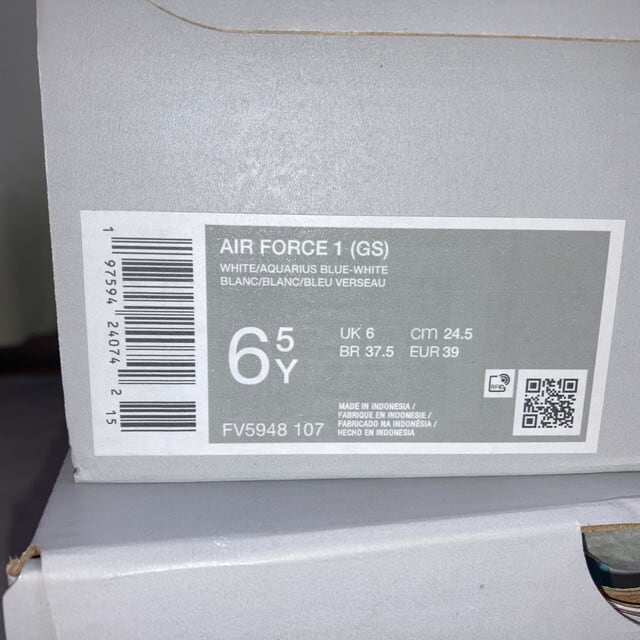 1 97594 24074 2 15
AIR FORCE 1 (GS)
WHITE/AQUARIUS BLUE-WHITE
BLANC/BLANC/BLEU VERSEAU
6 5 Y
UK 6 cm 24.5
BR 37.5 EUR 39
RFID
MADE IN INDONESIA /
FABRIQUE EN INDONESIE /
FABRICADO NA INDONÉSIA /
HECHO EN INDONESIA
FV5948 107